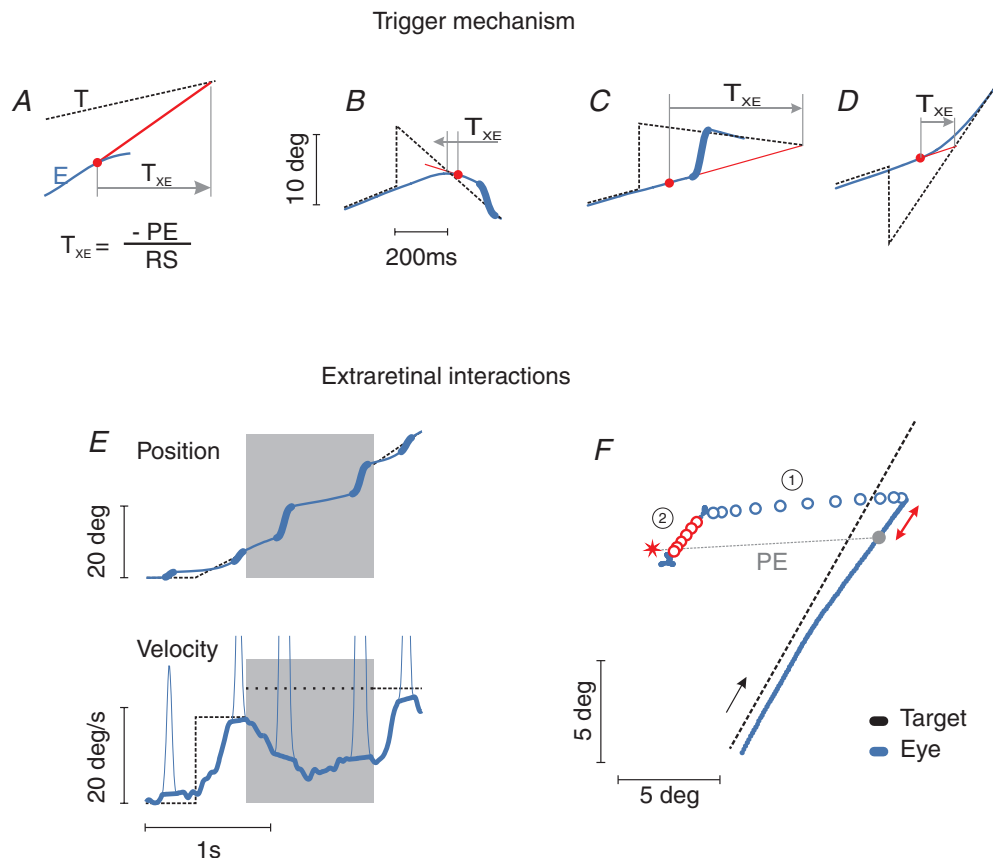 Trigger mechanism
A
T
E
T_XE
T_XE = - PE / RS
B
10 deg
T_XE
200ms
C
T_XE
D
T_XE
Extraretinal interactions
E
Position
20 deg
Velocity
20 deg/s
1s
F
1
2
PE
5 deg
5 deg
Target
Eye